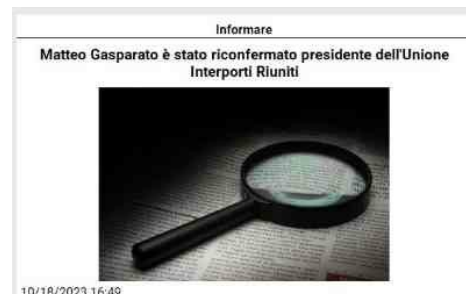 Informare
Matteo Gasparato è stato riconfermato presidente dell'Unione
Interporti Riuniti
10/18/2023 16:49